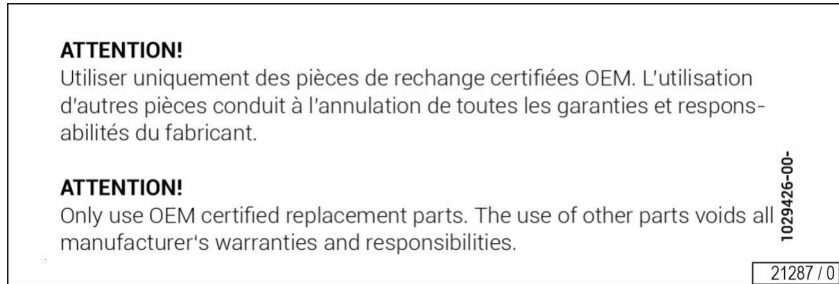 ATTENTION!
Utiliser uniquement des pièces de rechange certifiées OEM. L'utilisation
d'autres pièces conduit à l'annulation de toutes les garanties et respons-
abilités du fabricant.
ATTENTION!
Only use OEM certified replacement parts. The use of other parts voids all
manufacturer's warranties and responsibilities.
1029426-00-
21287 / 0